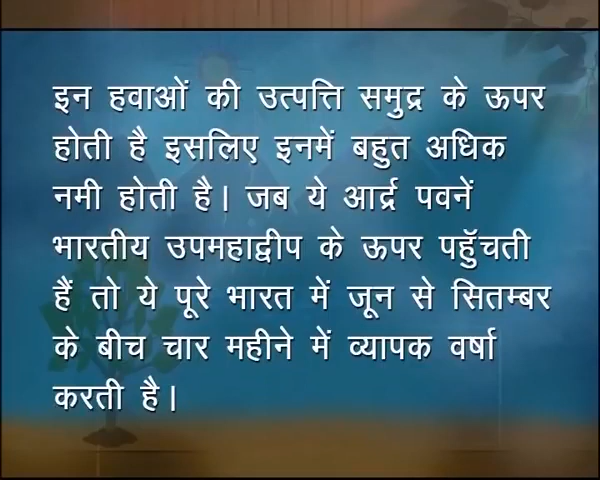 इन हवाओं की उत्पत्ति समुद्र के ऊपर
होती है इसलिए इनमें बहुत अधिक
नमी होती है। जब ये आर्द्र पवनें
भारतीय उपमहाद्वीप के ऊपर पहुॅचती
हैं तो ये पूरे भारत में जून से सितम्बर
के बीच चार महीने में व्यापक वर्षा
करती है।